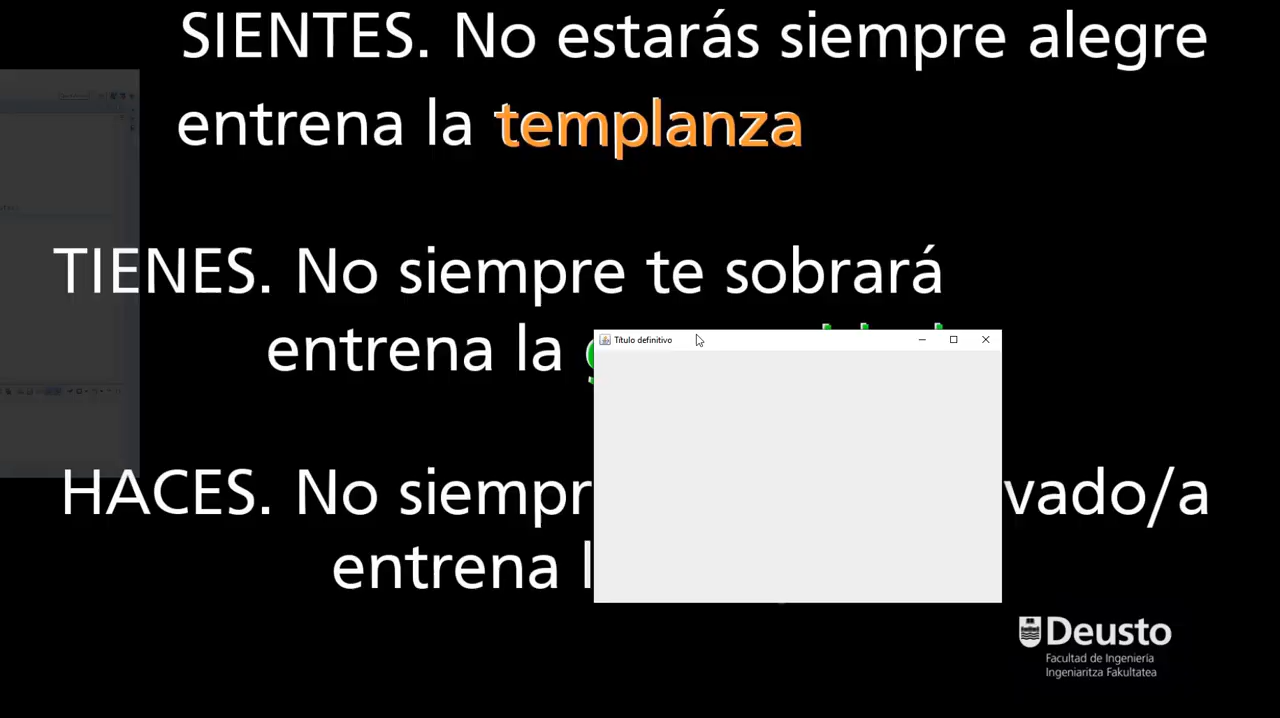 SIENTES. No estarás siempre alegre
entrena la templanza
TIENES. No siempre te sobrará
entrena la
Título definitivo
HACES. No siempr
vado/a
entrena l
Deusto
Facultad de Ingeniería
Ingeniaritza Fakultatea